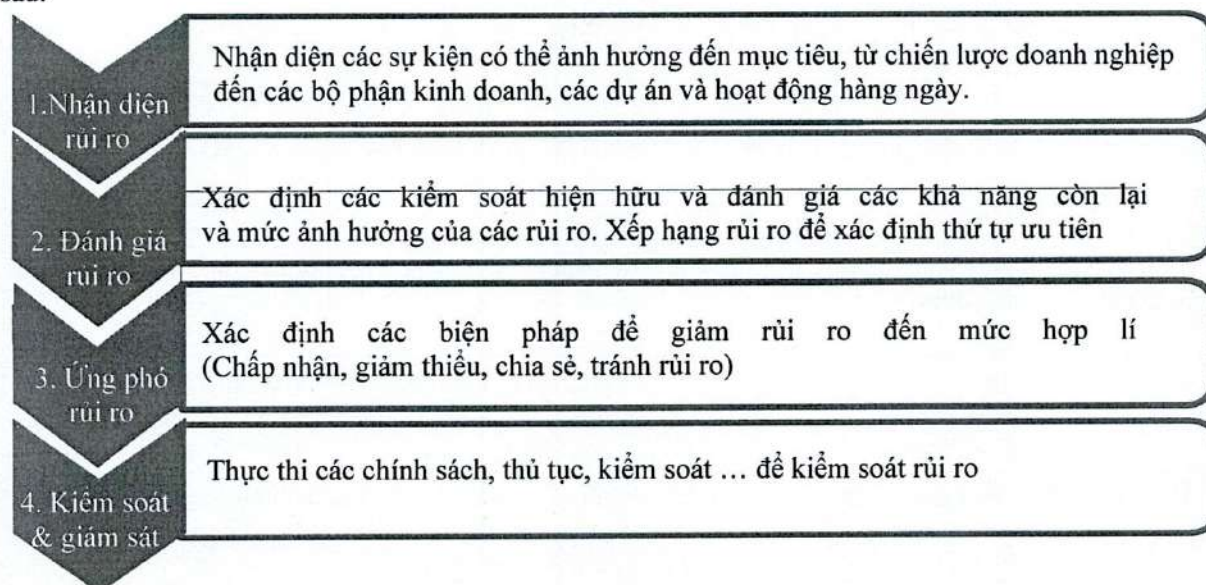 sau:
1.Nhận diện
rủi ro
Nhận diện các sự kiện có thể ảnh hưởng đến mục tiêu, từ chiến lược doanh nghiệp
đến các bộ phận kinh doanh, các dự án và hoạt động hàng ngày.
2. Đánh giá
rủi ro
Xác định các kiểm soát hiện hữu và đánh giá các khả năng còn lại
và mức ảnh hưởng của các rủi ro. Xếp hạng rủi ro để xác định thứ tự ưu tiên
3. Ứng phó
rủi ro
Xác định các biện pháp để giảm rủi ro đến mức hợp lí
(Chấp nhận, giảm thiểu, chia sẻ, tránh rủi ro)
4. Kiểm soát
& giám sát
Thực thi các chính sách, thủ tục, kiểm soát ... để kiểm soát rủi ro